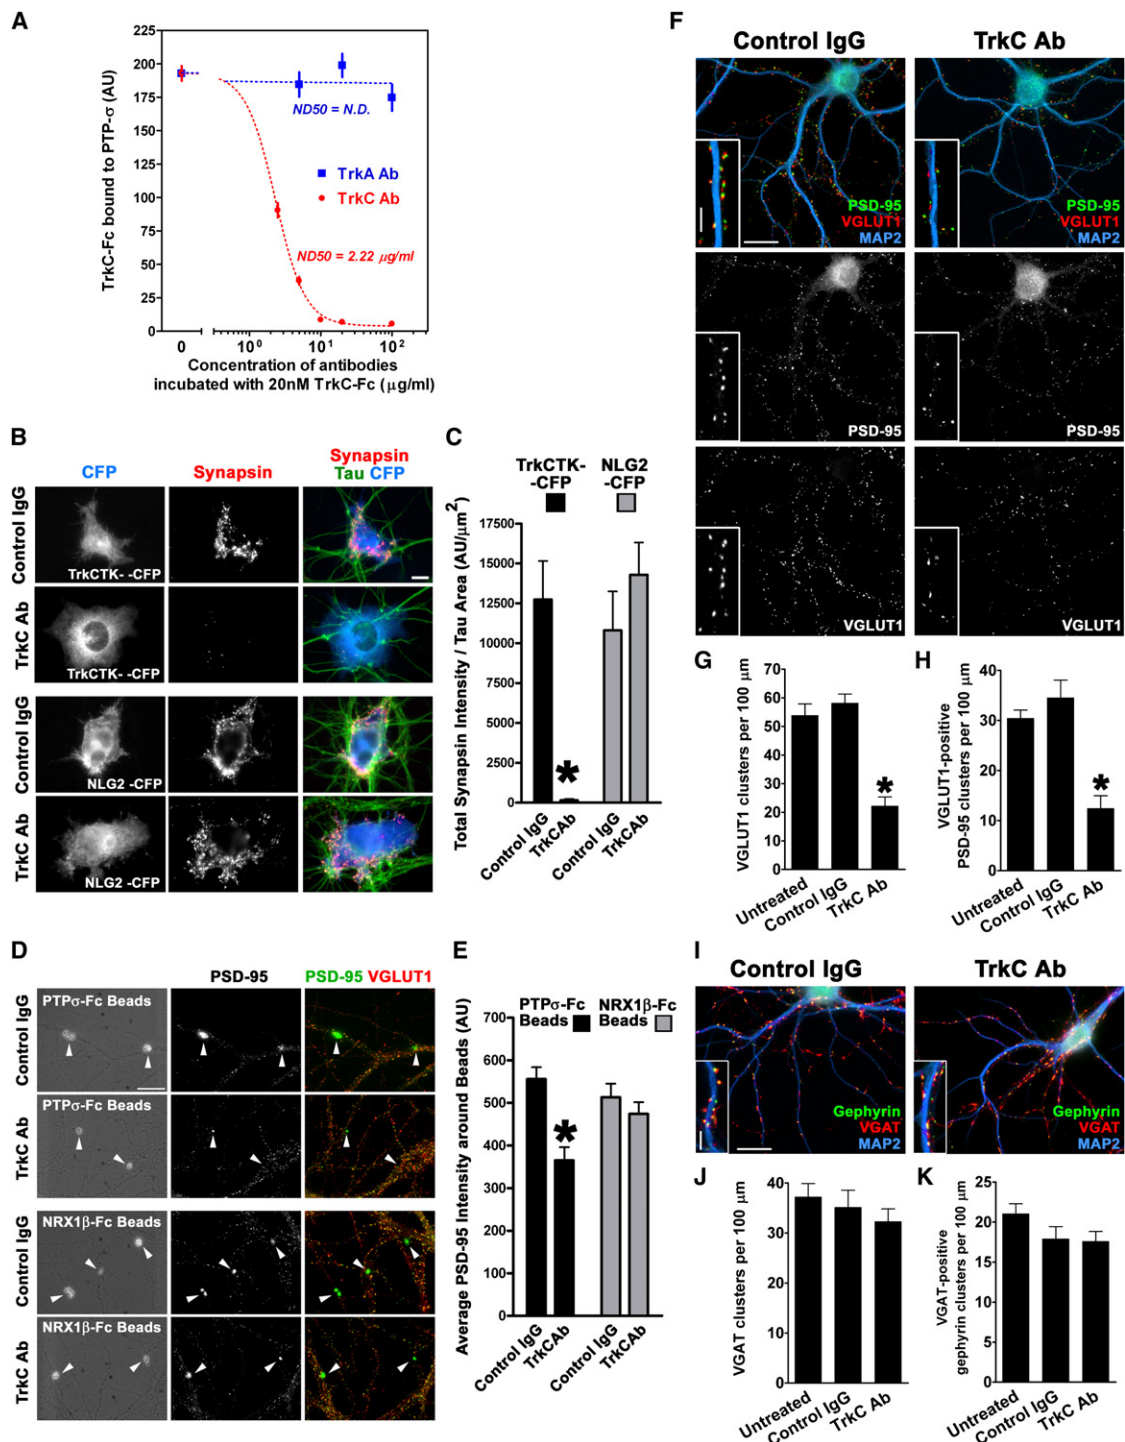 A
225
200
175
150
125
100
75
50
25
0
TrkC-Fc bound to PTP-σ (AU)
ND50 = N.D.
TrkA Ab
TrkC Ab
ND50 = 2.22 μg/ml
0
10⁰
10¹
10²
Concentration of antibodies
incubated with 20nM TrkC-Fc (μg/ml)
B
CFP
Synapsin
Synapsin
Tau CFP
Control IgG
TrkCTK- -CFP
TrkC Ab
TrkCTK- -CFP
Control IgG
NLG2 -CFP
TrkC Ab
NLG2 -CFP
C
TrkCTK-
-CFP
NLG2
-CFP
17500
15000
12500
10000
7500
5000
2500
0
Total Synapsin Intensity / Tau Area (AU/μm²)
*
Control IgG
TrkCAb
Control IgG
TrkCAb
D
PSD-95
PSD-95 VGLUT1
Control IgG
PTPσ-Fc Beads
TrkC Ab
PTPσ-Fc Beads
Control IgG
NRX1β-Fc Beads
TrkC Ab
NRX1β-Fc Beads
E
PTPσ-Fc
Beads
NRX1β-Fc
Beads
700
600
500
400
300
200
100
0
Average PSD-95 Intensity around Beads (AU)
*
Control IgG
TrkCAb
Control IgG
TrkCAb
F
Control IgG
TrkC Ab
PSD-95
VGLUT1
MAP2
PSD-95
VGLUT1
MAP2
PSD-95
PSD-95
VGLUT1
VGLUT1
G
70
60
50
40
30
20
10
0
VGLUT1 clusters per 100 μm
*
Untreated
Control IgG
TrkC Ab
H
40
30
20
10
0
VGLUT1-positive
PSD-95 clusters per 100 μm
*
Untreated
Control IgG
TrkC Ab
I
Control IgG
TrkC Ab
Gephyrin
VGAT
MAP2
Gephyrin
VGAT
MAP2
J
40
30
20
10
0
VGAT clusters per 100 μm
Untreated
Control IgG
TrkC Ab
K
25
20
15
10
5
0
VGAT-positive
gephyrin clusters per 100 μm
Untreated
Control IgG
TrkC Ab